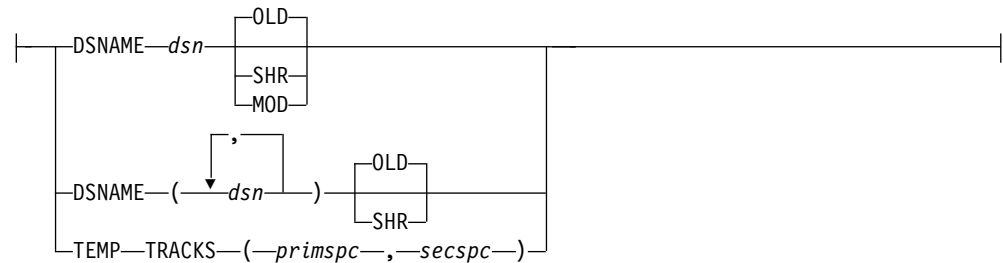 OLD
DSNAME dsn
SHR
MOD
,
OLD
DSNAME ( dsn )
SHR
TEMP TRACKS ( primspc , secspc )